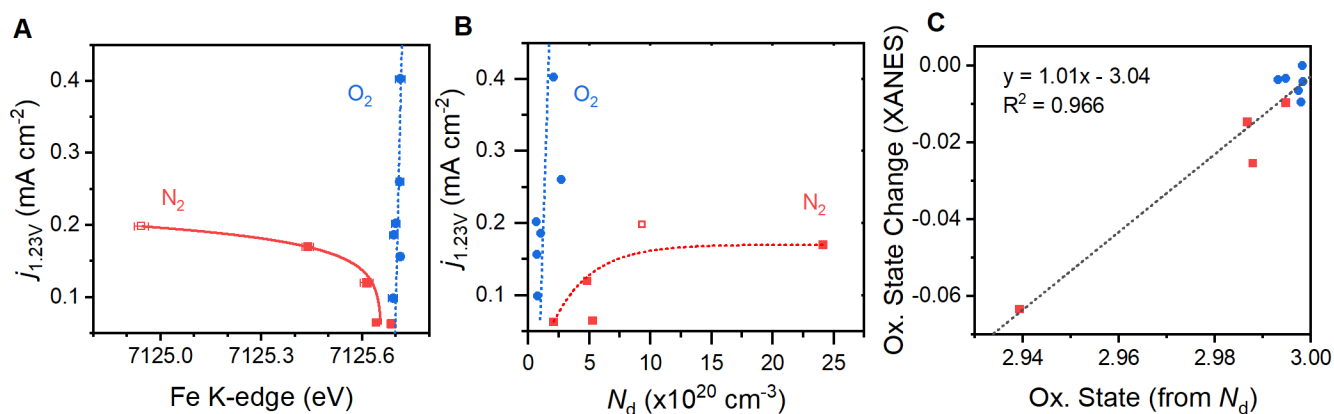 A
j1.23V (mA cm-2)
0.4
0.3
0.2
0.1
O2
N2
7125.0
7125.3
7125.6
Fe K-edge (eV)
B
j1.23V (mA cm-2)
0.4
0.3
0.2
0.1
O2
N2
0
5
10
15
20
25
Nd (x10^20 cm-3)
C
Ox. State Change (XANES)
0.00
-0.02
-0.04
-0.06
y = 1.01x - 3.04
R2 = 0.966
2.94
2.96
2.98
3.00
Ox. State (from Nd)